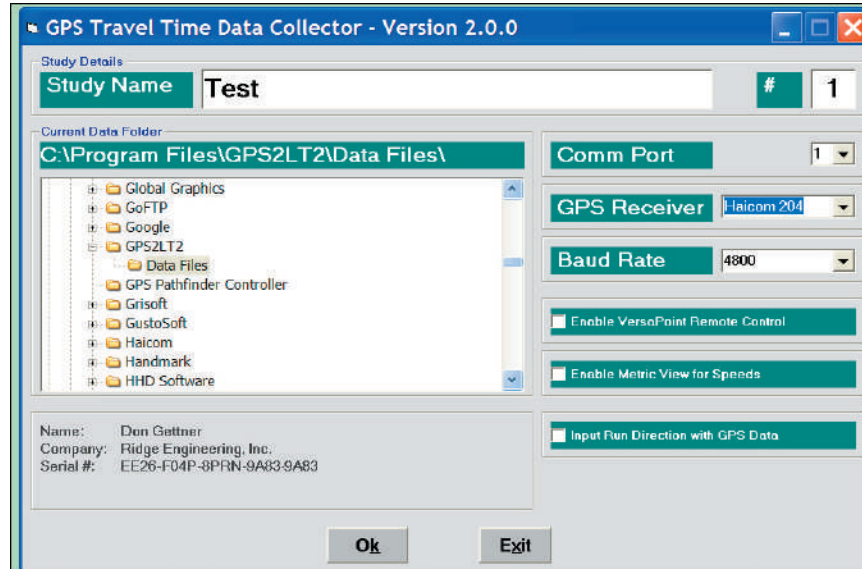 GPS Travel Time Data Collector - Version 2.0.0
Study Details
Study Name Test # 1
Current Data Folder
C:\Program Files\GPS2LT2\Data Files\
Global Graphics
GoFTP
Google
GPS2LT2
Data Files
GPS Pathfinder Controller
Grisoft
GustoSoft
Haicom
Handmark
HHD Software
Comm Port 1
GPS Receiver Haicom 204
Baud Rate 4800
Enable VersaPoint Remote Control
Enable Metric View for Speeds
Input Run Direction with GPS Data
Name: Don Gettner
Company: Ridge Engineering, Inc.
Serial #: EE26-F04P-8PRN-9A83-9A83
Ok Exit